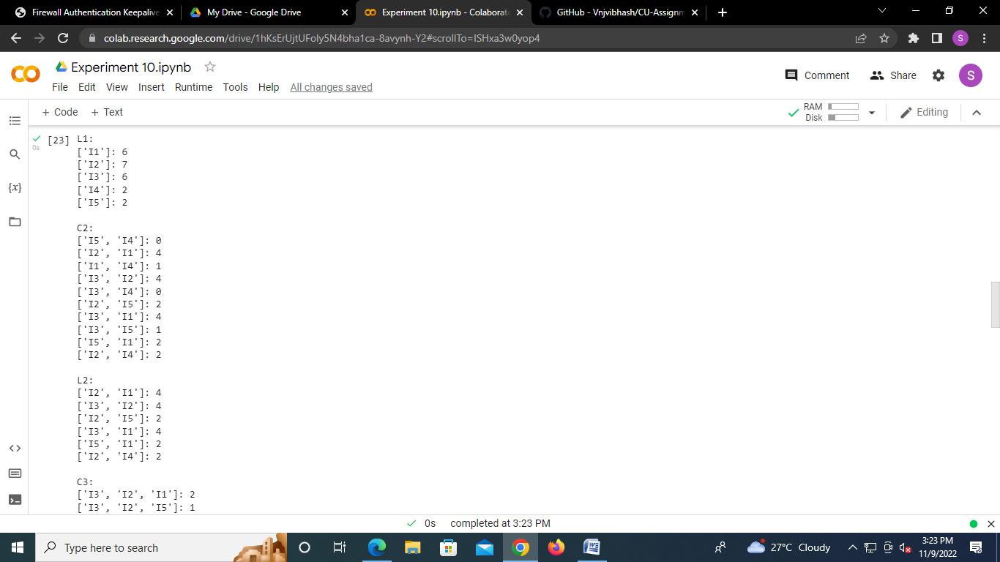 Firewall Authentication Keepalive
My Drive - Google Drive
Experiment 10.ipynb - Colaborato
GitHub - Vnjvibhash/CU-Assignm
colab.research.google.com/drive/1hKsErUjtUFoly5N4bha1ca-8avynh-Y2#scrollTo=ISHxa3w0yop4
S
CO
Experiment 10.ipynb
Comment
Share
S
File Edit View Insert Runtime Tools Help All changes saved
+ Code + Text
RAM
Disk
Editing
[23] L1:
0s
['I1']: 6
['I2']: 7
['I3']: 6
{x}
['I4']: 2
['I5']: 2
C2:
['I5', 'I4']: 0
['I2', 'I1']: 4
['I1', 'I4']: 1
['I3', 'I2']: 4
['I3', 'I4']: 0
['I2', 'I5']: 2
['I3', 'I1']: 4
['I3', 'I5']: 1
['I5', 'I1']: 2
['I2', 'I4']: 2
L2:
['I2', 'I1']: 4
['I3', 'I2']: 4
['I2', 'I5']: 2
['I3', 'I1']: 4
['I5', 'I1']: 2
['I2', 'I4']: 2
C3:
['I3', 'I2', 'I1']: 2
['I3', 'I2', 'I5']: 1
0s completed at 3:23 PM
Type here to search
27°C Cloudy
3:23 PM
11/9/2022